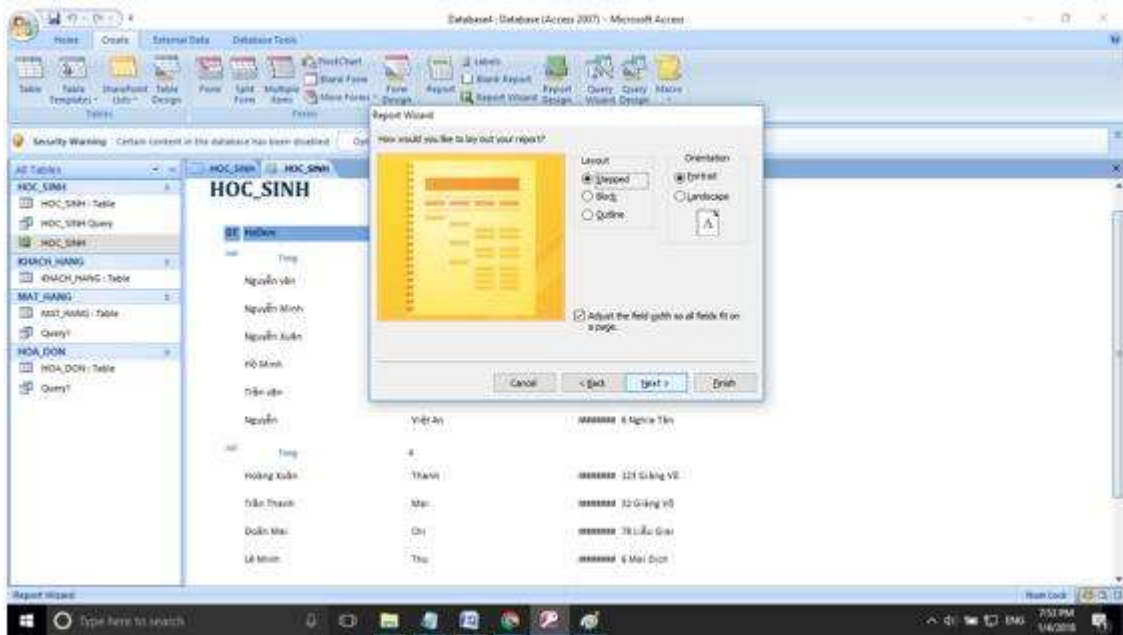 Database4 : Database (Access 2007) - Microsoft Access
Home Create External Data Database Tools
Table Table Templates SharePoint Lists Table Design
Tables
Form Split Form Multiple Items PivotChart Blank Form More Forms Form Design
Forms
Report Labels Blank Report Report Wizard Report Design
Query Wizard Query Design Macro
Security Warning Certain content in the database has been disabled
All Tables
HOC_SINH
HOC_SINH : Table
HOC_SINH Query
HOC_SINH
KHACH_HANG
KHACH_HANG : Table
MAT_HANG
MAT_HANG : Table
Query1
HOA_DON
HOA_DON : Table
Query1
HOC_SINH HOC_SINH
HOC_SINH
GT HoDem
Tong
Nguyễn văn
Nguyễn Minh
Nguyễn Xuân
Hồ Minh
Trần văn
Nguyễn Việt An ######## 6 Nghĩa Tân
Tong 4
Hoàng Xuân Thanh ######## 123 Giảng Võ
Trần Thanh Mai ######## 32 Giảng Võ
Doãn Mai Chi ######## 78 Liễu Giai
Lê Minh Thu ######## 6 Mai Dịch
Report Wizard
How would you like to lay out your report?
Layout
Stepped
Block
Outline
Orientation
Portrait
Landscape
A
Adjust the field width so all fields fit on
a page.
Cancel < Back Next > Finish
Report Wizard
Num Lock
Type here to search
ENG
7:53 PM
1/4/2018